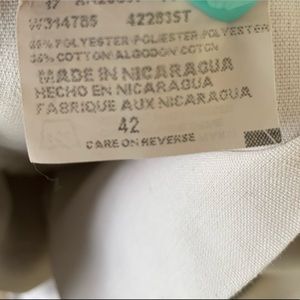 W314785 42283ST
65% POLYESTER-POLIESTER-POLYESTER
35% COTTON/ALGODON COTON
MADE IN NICARAGUA
HECHO EN NICARAGUA
FABRIQUE AUX NICARAGUA
42
CARE ON REVERSE